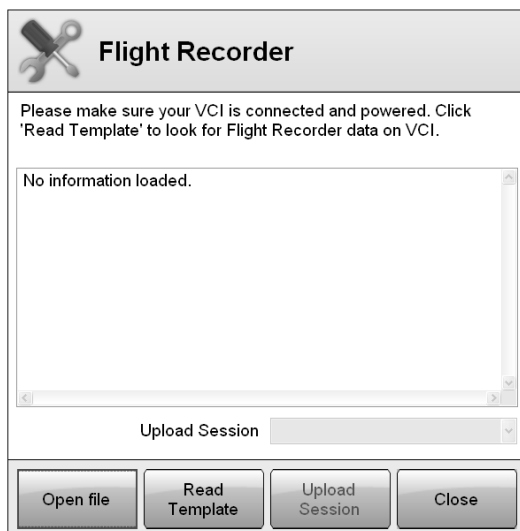 Flight Recorder
Please make sure your VCI is connected and powered. Click
'Read Template' to look for Flight Recorder data on VCI.
No information loaded.
Upload Session
Open file
Read
Template
Upload
Session
Close